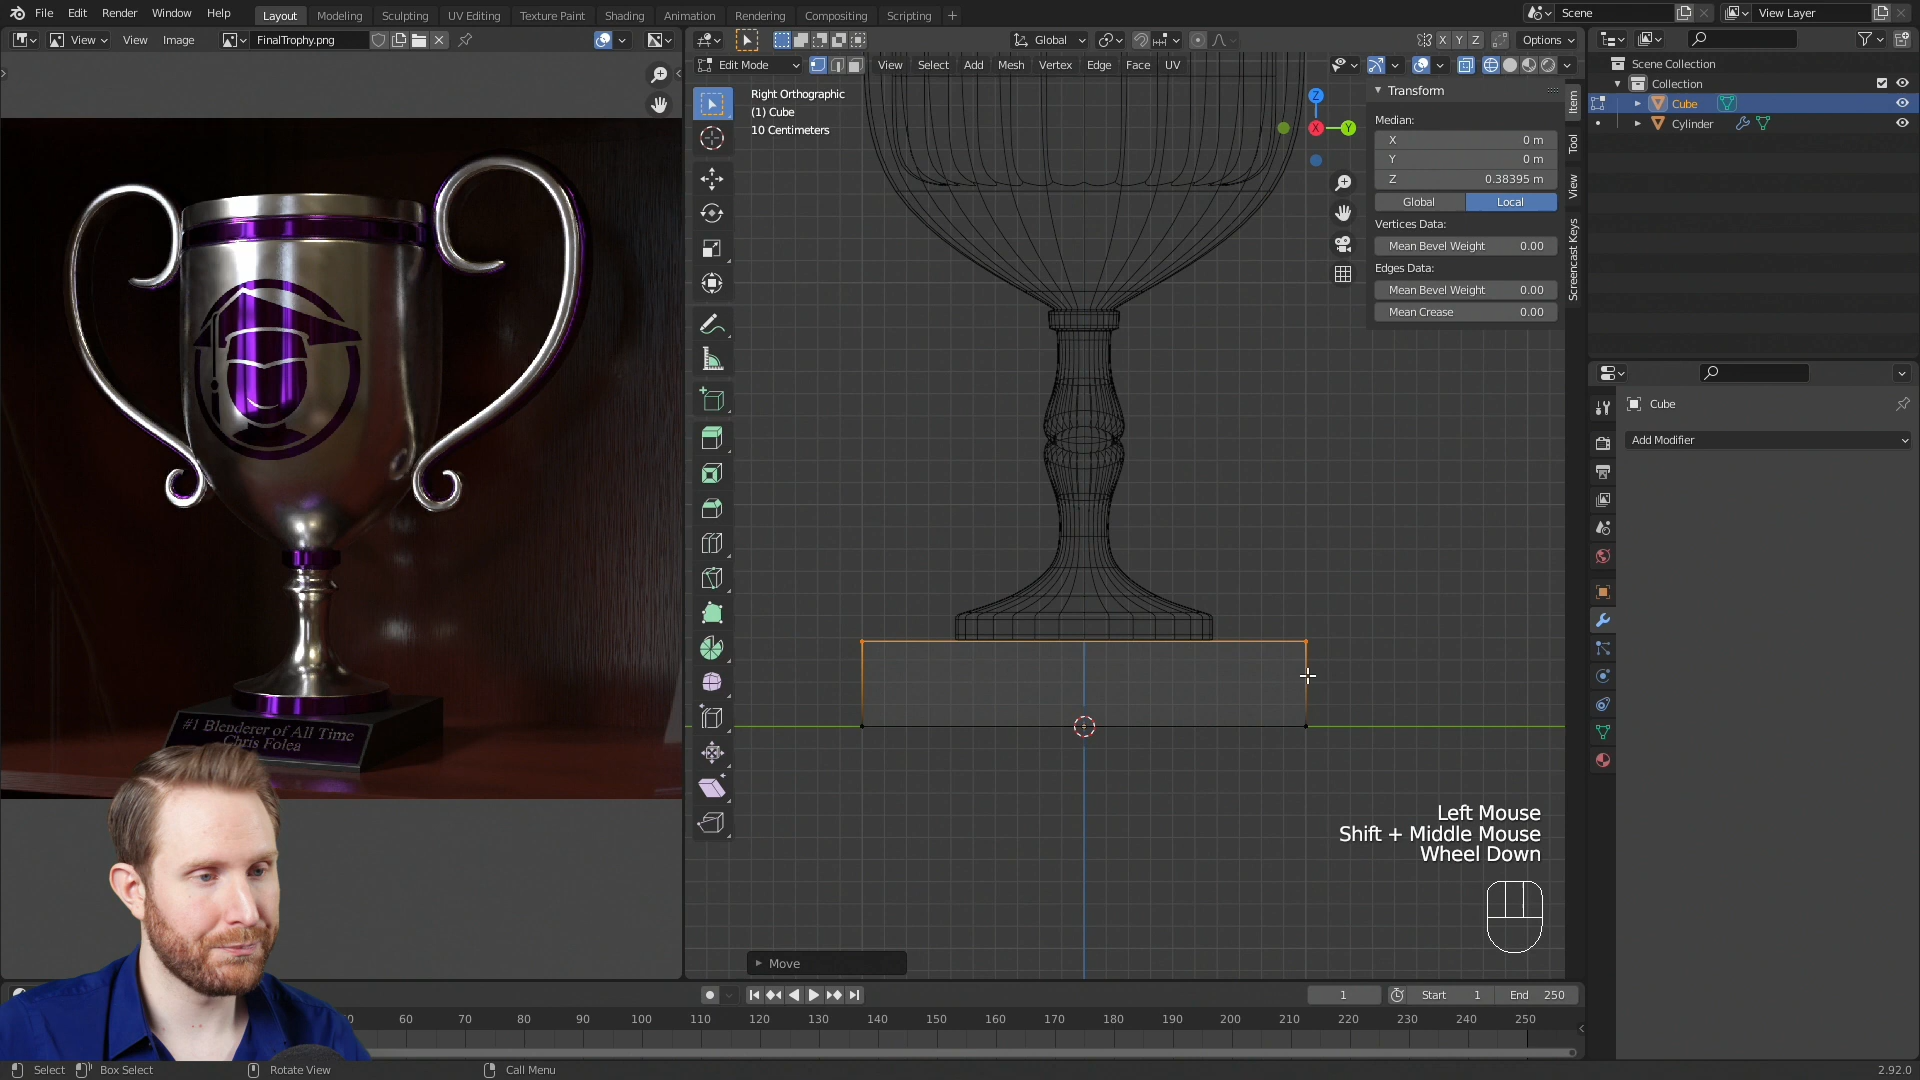 File Edit Render Window Help Layout Modeling Sculpting UV Editing Texture Paint Shading Animation Rendering Compositing Scripting Scene View Layer
View View Image FinalTrophy.png Global X Y Z Options
Edit Mode View Select Add Mesh Vertex Edge Face UV
Right Orthographic
(1) Cube
10 Centimeters
Z
X
Y
Transform
Median:
X 0 m
Y 0 m
Z 0.38395 m
Global Local
Vertices Data:
Mean Bevel Weight 0.00
Edges Data:
Mean Bevel Weight 0.00
Mean Crease 0.00
Item
Tool
View
Screencast Keys
Scene Collection
Collection
Cube
Cylinder
Cube
Add Modifier
#1 Blenderer of All Time
Chris Folea
Left Mouse
Shift + Middle Mouse
Wheel Down
Move
1 Start 1 End 250
60 70 80 90 100 110 120 130 140 150 160 170 180 190 200 210 220 230 240 250
Select Box Select Rotate View Call Menu 2.92.0